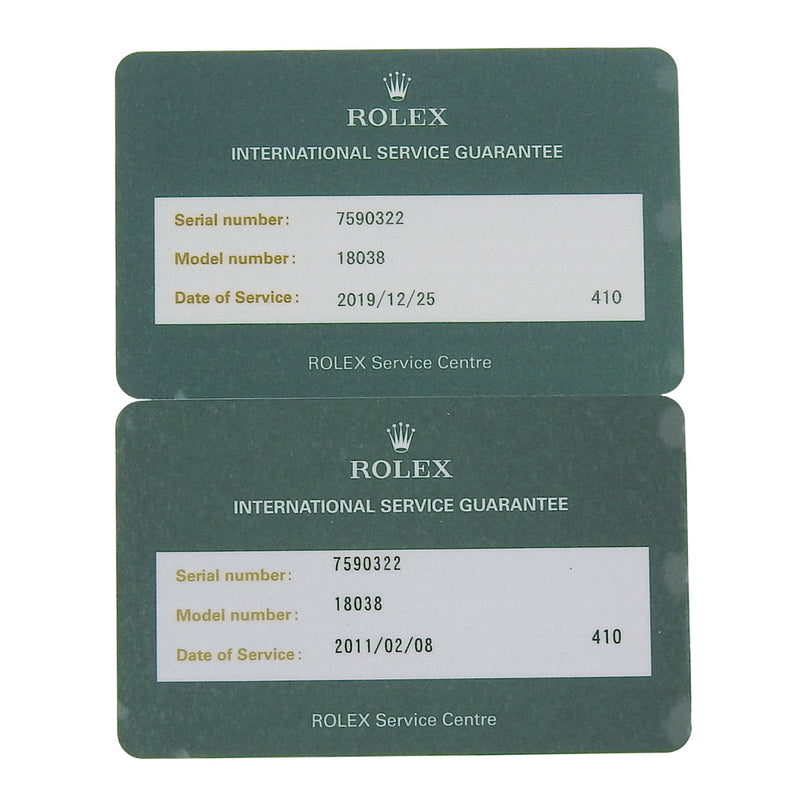 ROLEX
INTERNATIONAL SERVICE GUARANTEE
Serial number: 7590322
Model number: 18038
Date of Service: 2019/12/25 410
ROLEX Service Centre
ROLEX
INTERNATIONAL SERVICE GUARANTEE
Serial number: 7590322
Model number: 18038
Date of Service: 2011/02/08 410
ROLEX Service Centre